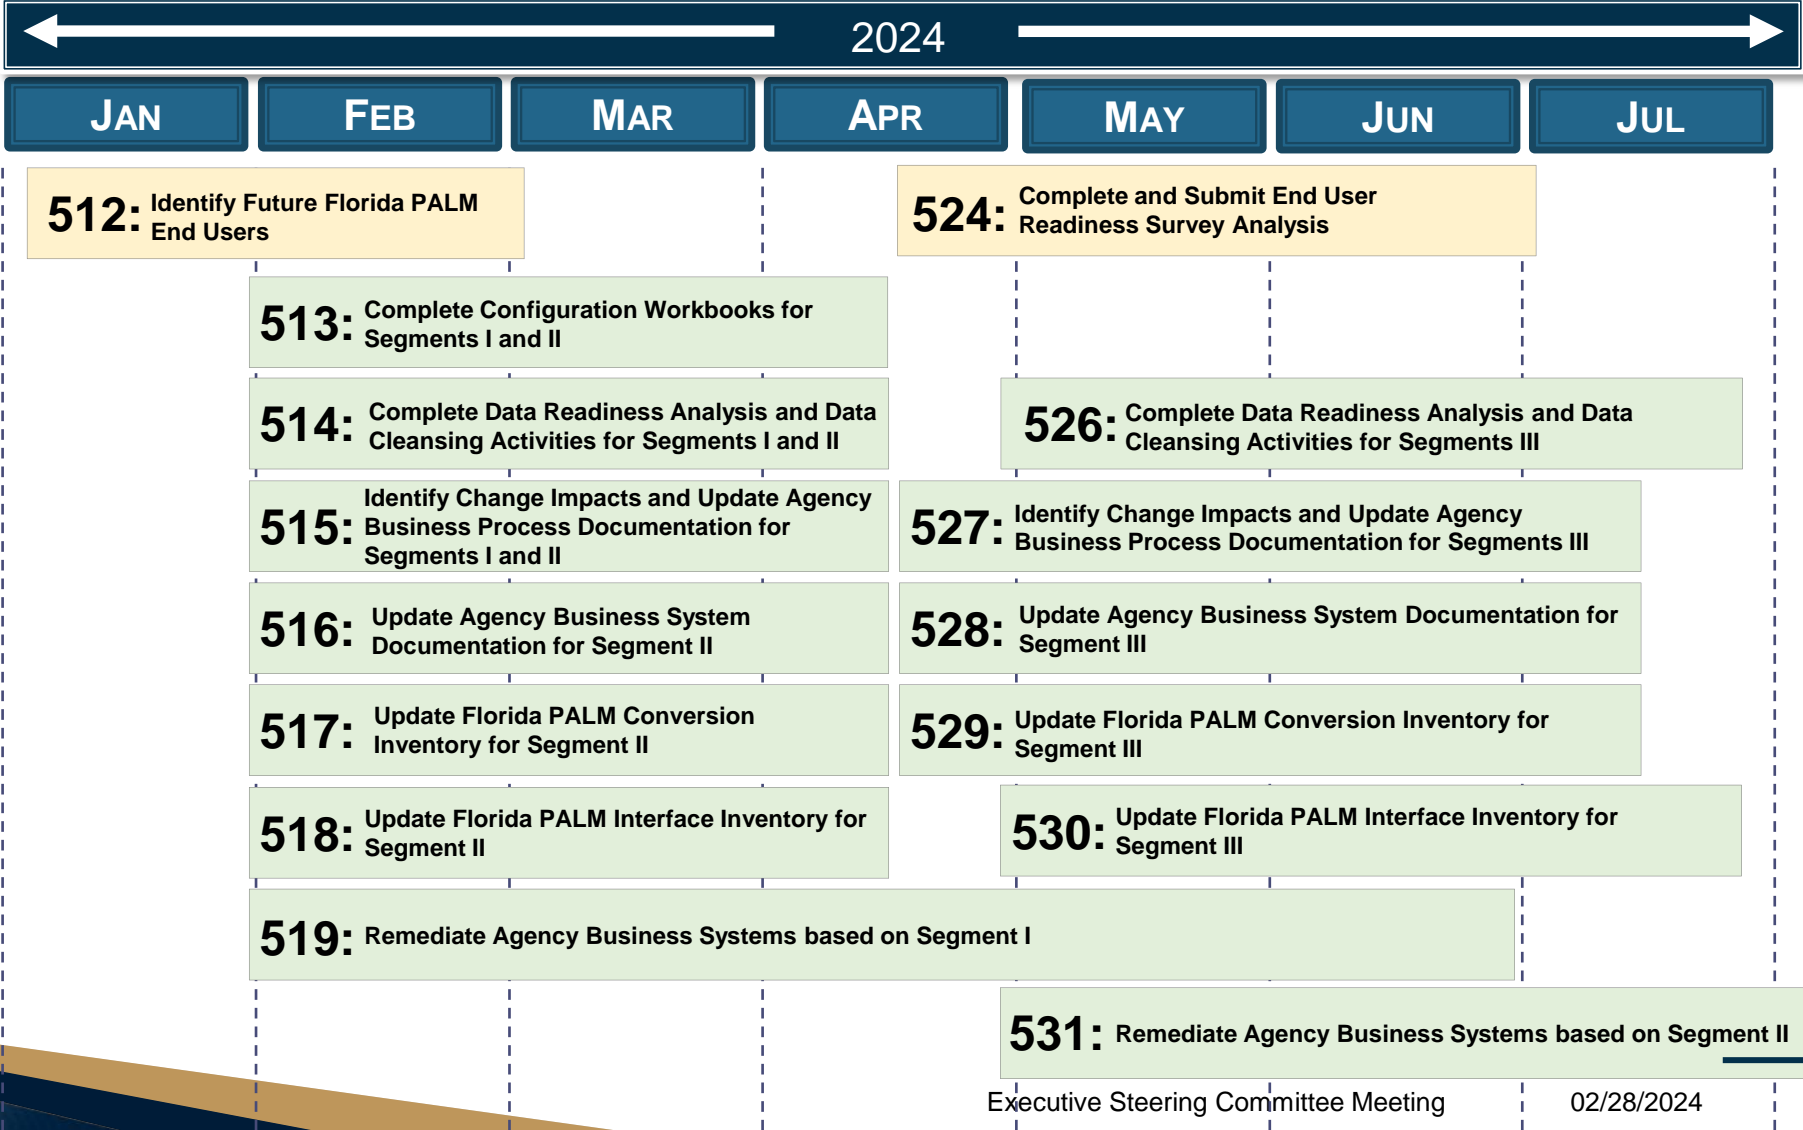 2024
JAN FEB MAR APR MAY JUN JUL
512: Identify Future Florida PALM
End Users
524: Complete and Submit End User
Readiness Survey Analysis
513: Complete Configuration Workbooks for
Segments I and II
514: Complete Data Readiness Analysis and Data
Cleansing Activities for Segments I and II
526: Complete Data Readiness Analysis and Data
Cleansing Activities for Segments III
515: Identify Change Impacts and Update Agency
Business Process Documentation for
Segments I and II
527: Identify Change Impacts and Update Agency
Business Process Documentation for Segments III
516: Update Agency Business System
Documentation for Segment II
528: Update Agency Business System Documentation for
Segment III
517: Update Florida PALM Conversion
Inventory for Segment II
529: Update Florida PALM Conversion Inventory for
Segment III
518: Update Florida PALM Interface Inventory for
Segment II
530: Update Florida PALM Interface Inventory for
Segment III
519: Remediate Agency Business Systems based on Segment I
531: Remediate Agency Business Systems based on Segment II
Executive Steering Committee Meeting 02/28/2024